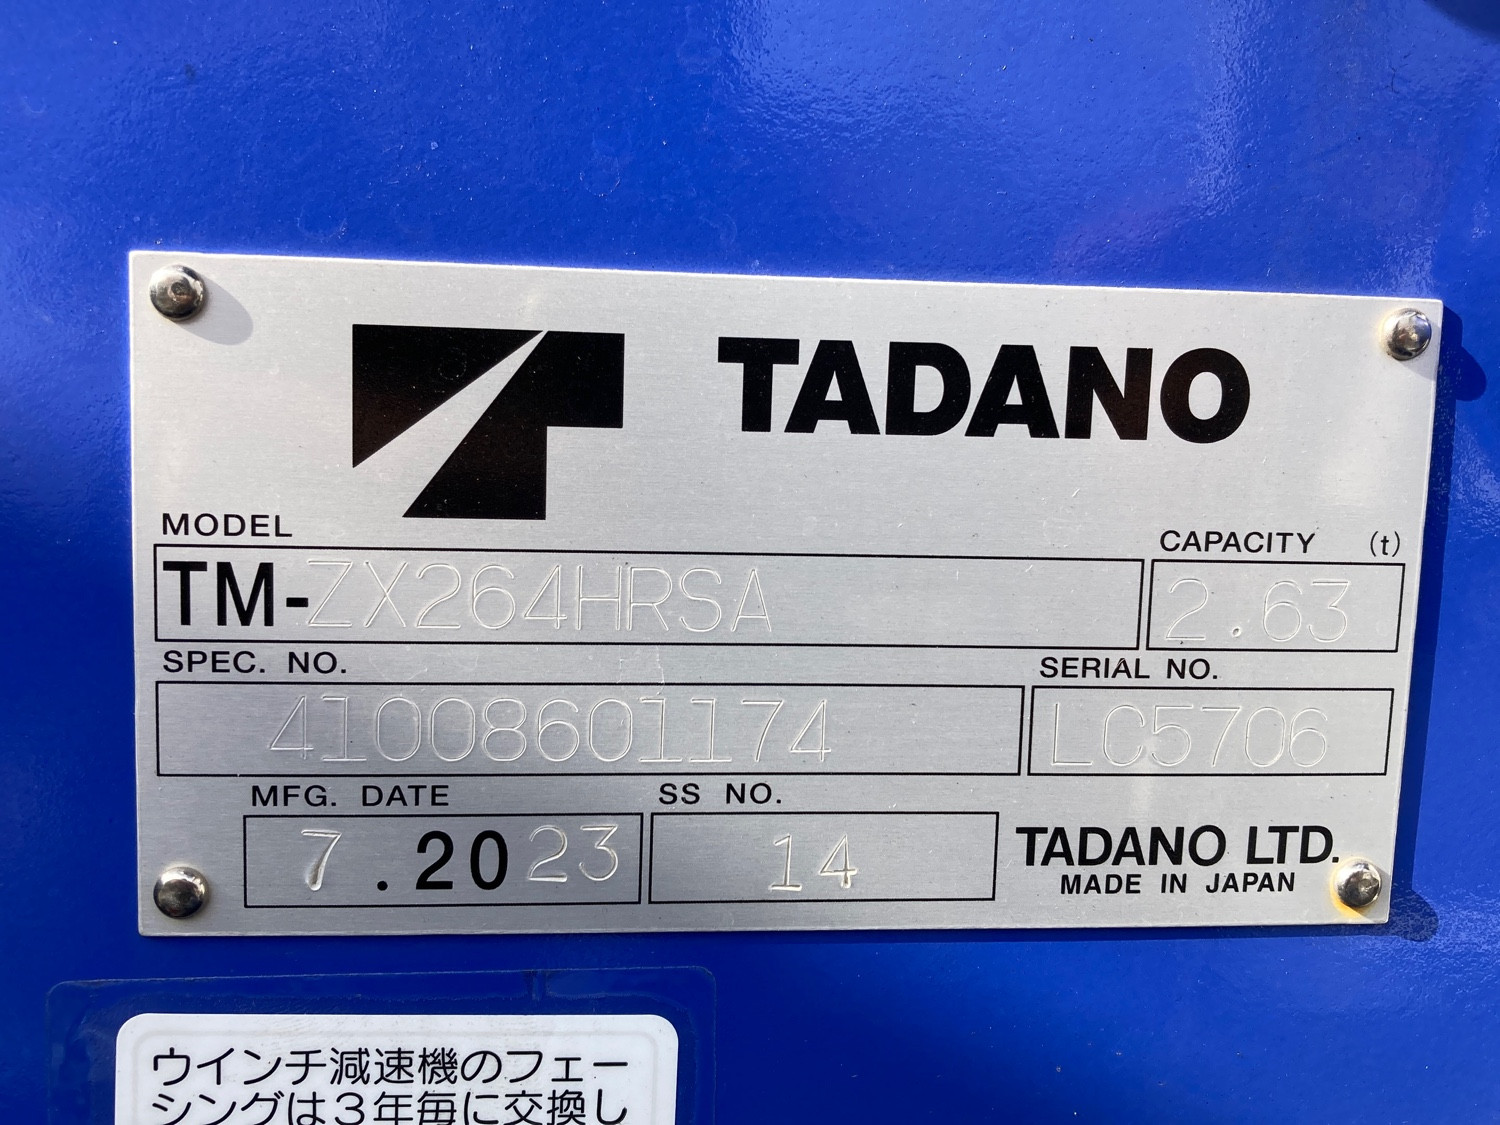 TADANO
MODEL
TM-ZX264HRSA
CAPACITY (t)
2.63
SPEC. NO.
41008601174
SERIAL NO.
LC5706
MFG. DATE
7.2023
SS NO.
14
TADANO LTD.
MADE IN JAPAN
ウインチ減速機のフェー
シングは3年毎に交換し